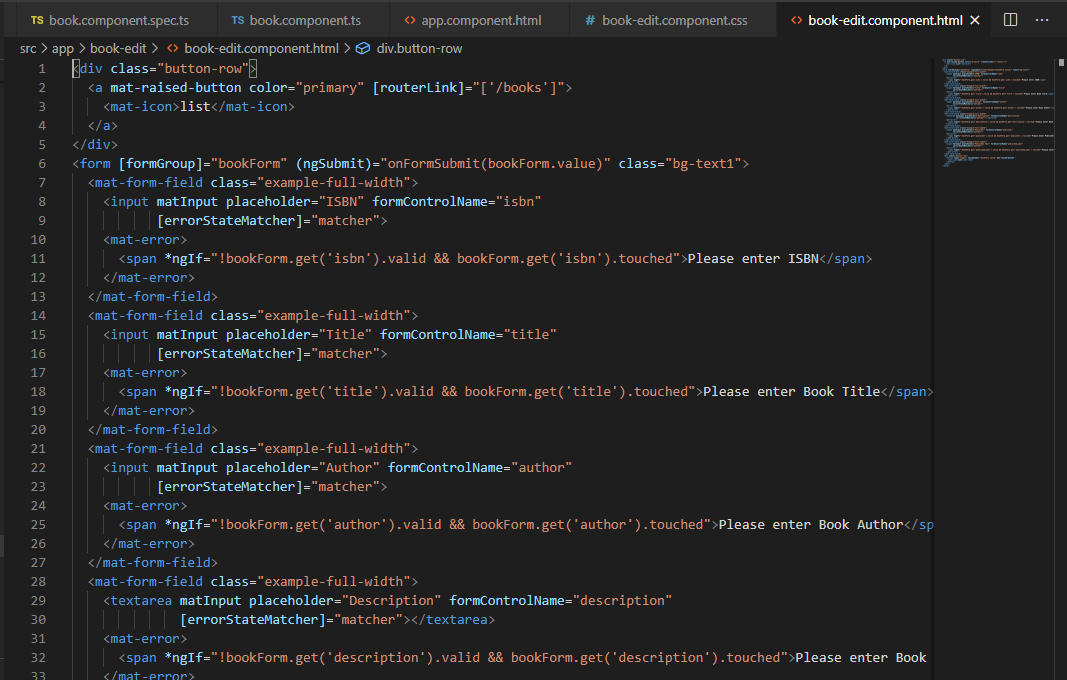 TS book.component.spec.ts TS book.component.ts <> app.component.html # book-edit.component.css <> book-edit.component.html ×
src > app > book-edit > <> book-edit.component.html > div.button-row
1 <div class="button-row">
2   <a mat-raised-button color="primary" [routerLink]="['/books']">
3     <mat-icon>list</mat-icon>
4   </a>
5 </div>
6 <form [formGroup]="bookForm" (ngSubmit)="onFormSubmit(bookForm.value)" class="bg-text1">
7   <mat-form-field class="example-full-width">
8     <input matInput placeholder="ISBN" formControlName="isbn"
9            [errorStateMatcher]="matcher">
10     <mat-error>
11       <span *ngIf="!bookForm.get('isbn').valid && bookForm.get('isbn').touched">Please enter ISBN</span>
12     </mat-error>
13   </mat-form-field>
14   <mat-form-field class="example-full-width">
15     <input matInput placeholder="Title" formControlName="title"
16            [errorStateMatcher]="matcher">
17     <mat-error>
18       <span *ngIf="!bookForm.get('title').valid && bookForm.get('title').touched">Please enter Book Title</span>
19     </mat-error>
20   </mat-form-field>
21   <mat-form-field class="example-full-width">
22     <input matInput placeholder="Author" formControlName="author"
23            [errorStateMatcher]="matcher">
24     <mat-error>
25       <span *ngIf="!bookForm.get('author').valid && bookForm.get('author').touched">Please enter Book Author</sp
26     </mat-error>
27   </mat-form-field>
28   <mat-form-field class="example-full-width">
29     <textarea matInput placeholder="Description" formControlName="description"
30               [errorStateMatcher]="matcher"></textarea>
31     <mat-error>
32       <span *ngIf="!bookForm.get('description').valid && bookForm.get('description').touched">Please enter Book
33     </mat-error>